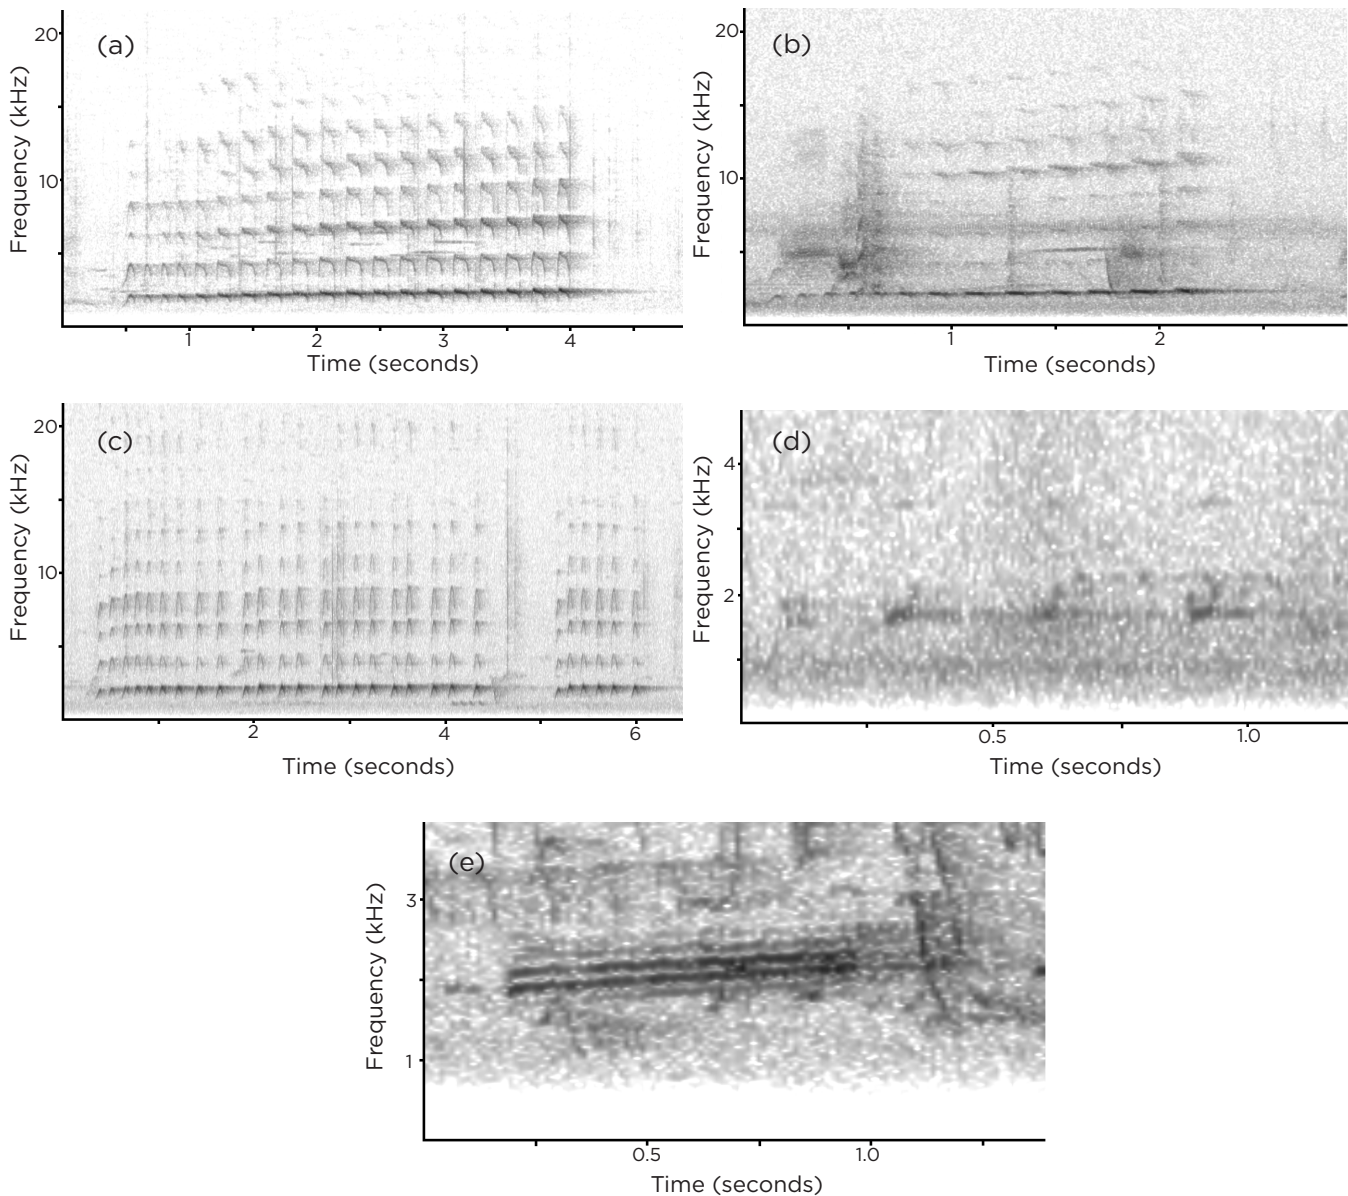 (a)
Frequency (kHz)
20
10
1 2 3 4
Time (seconds)
(b)
Frequency (kHz)
20
10
1 2
Time (seconds)
(c)
Frequency (kHz)
20
10
2 4 6
Time (seconds)
(d)
Frequency (kHz)
4
2
0.5 1.0
Time (seconds)
(e)
Frequency (kHz)
3
1
0.5 1.0
Time (seconds)